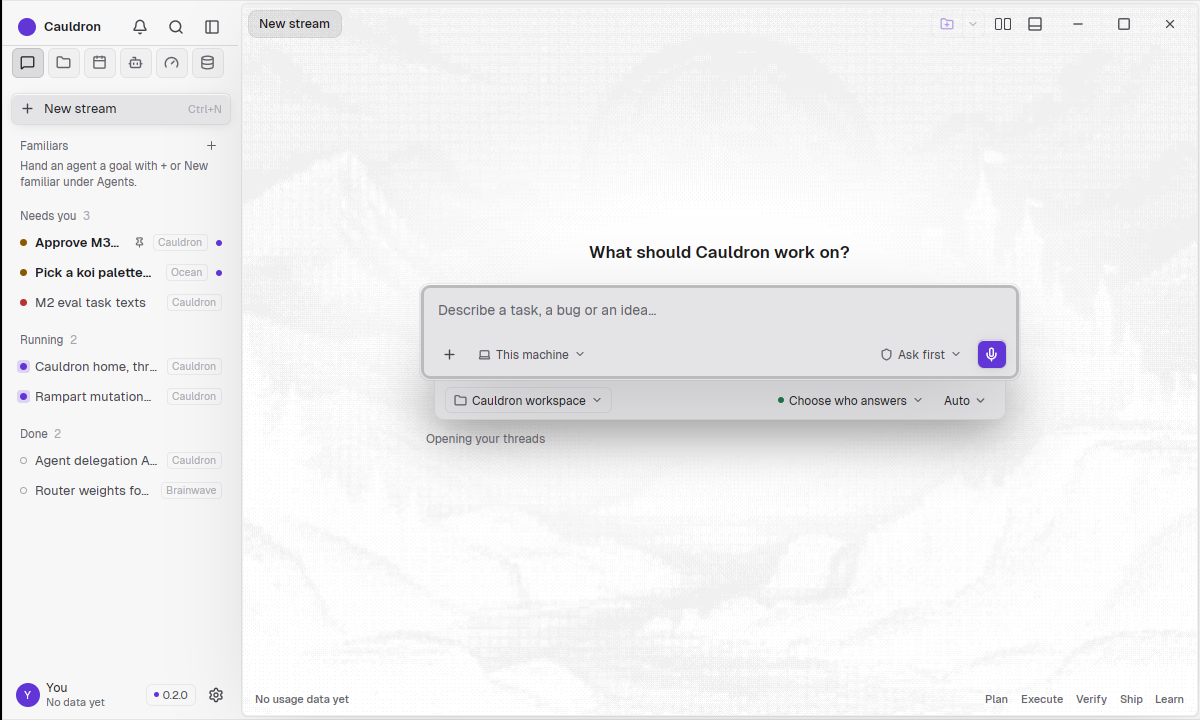 Cauldron
New stream
New stream Ctrl+N
Familiars
Hand an agent a goal with + or New
familiar under Agents.
Needs you 3
Approve M3... Cauldron
Pick a koi palette... Ocean
M2 eval task texts Cauldron
Running 2
Cauldron home, thr... Cauldron
Rampart mutation... Cauldron
Done 2
Agent delegation A... Cauldron
Router weights fo... Brainwave
Y
You
No data yet
0.2.0
What should Cauldron work on?
Describe a task, a bug or an idea...
This machine
Ask first
Cauldron workspace
Choose who answers
Auto
Opening your threads
No usage data yet
Plan Execute Verify Ship Learn